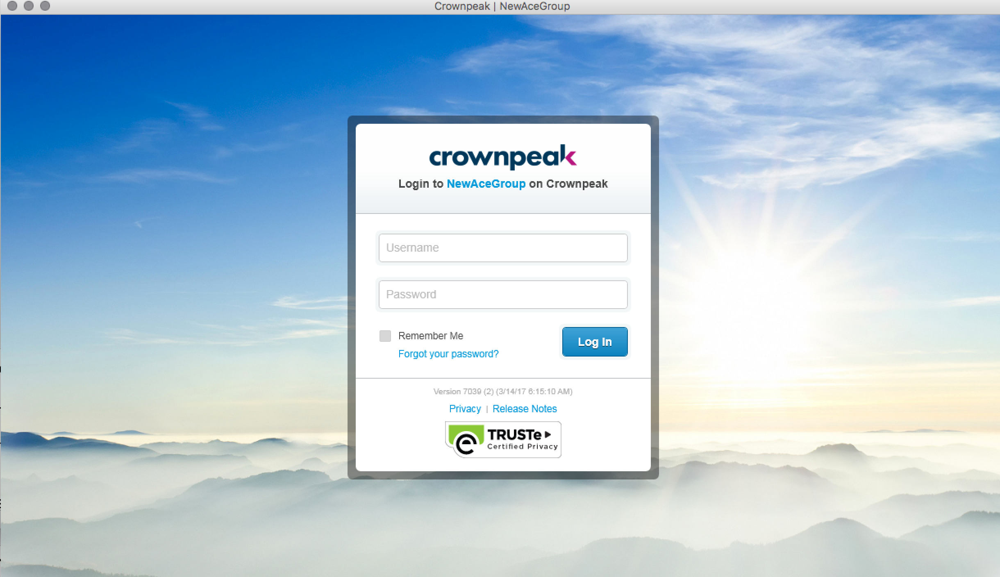 Crownpeak | NewAceGroup
crownpeak
Login to NewAceGroup on Crownpeak
Username
Password
Remember Me
Log In
Forgot your password?
Version 7039 (2) (3/14/17 6:15:10 AM)
Privacy | Release Notes
TRUSTe
Certified Privacy